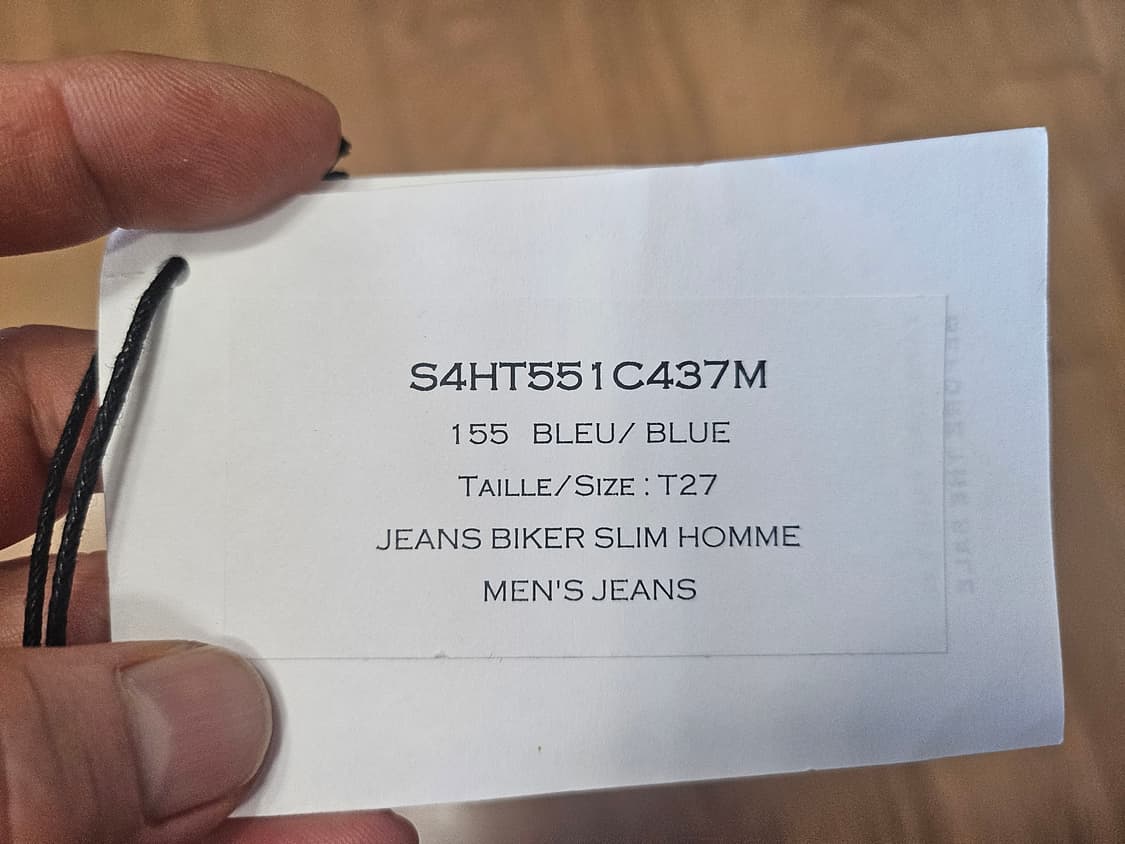 S4HT551C437M
155 BLEU/ BLUE
TAILLE/SIZE : T27
JEANS BIKER SLIM HOMME
MEN'S JEANS